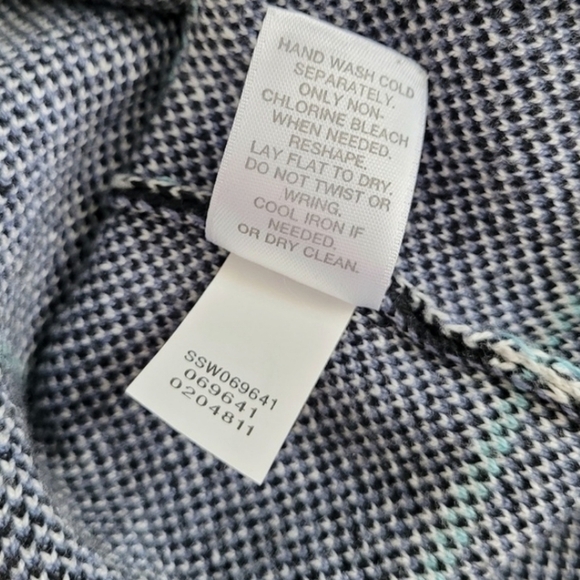 HAND WASH COLD
SEPARATELY.
ONLY NON-
CHLORINE BLEACH
WHEN NEEDED.
RESHAPE.
LAY FLAT TO DRY.
DO NOT TWIST OR
WRING.
COOL IRON IF
NEEDED.
OR DRY CLEAN.
SSW069641
069641
0204811